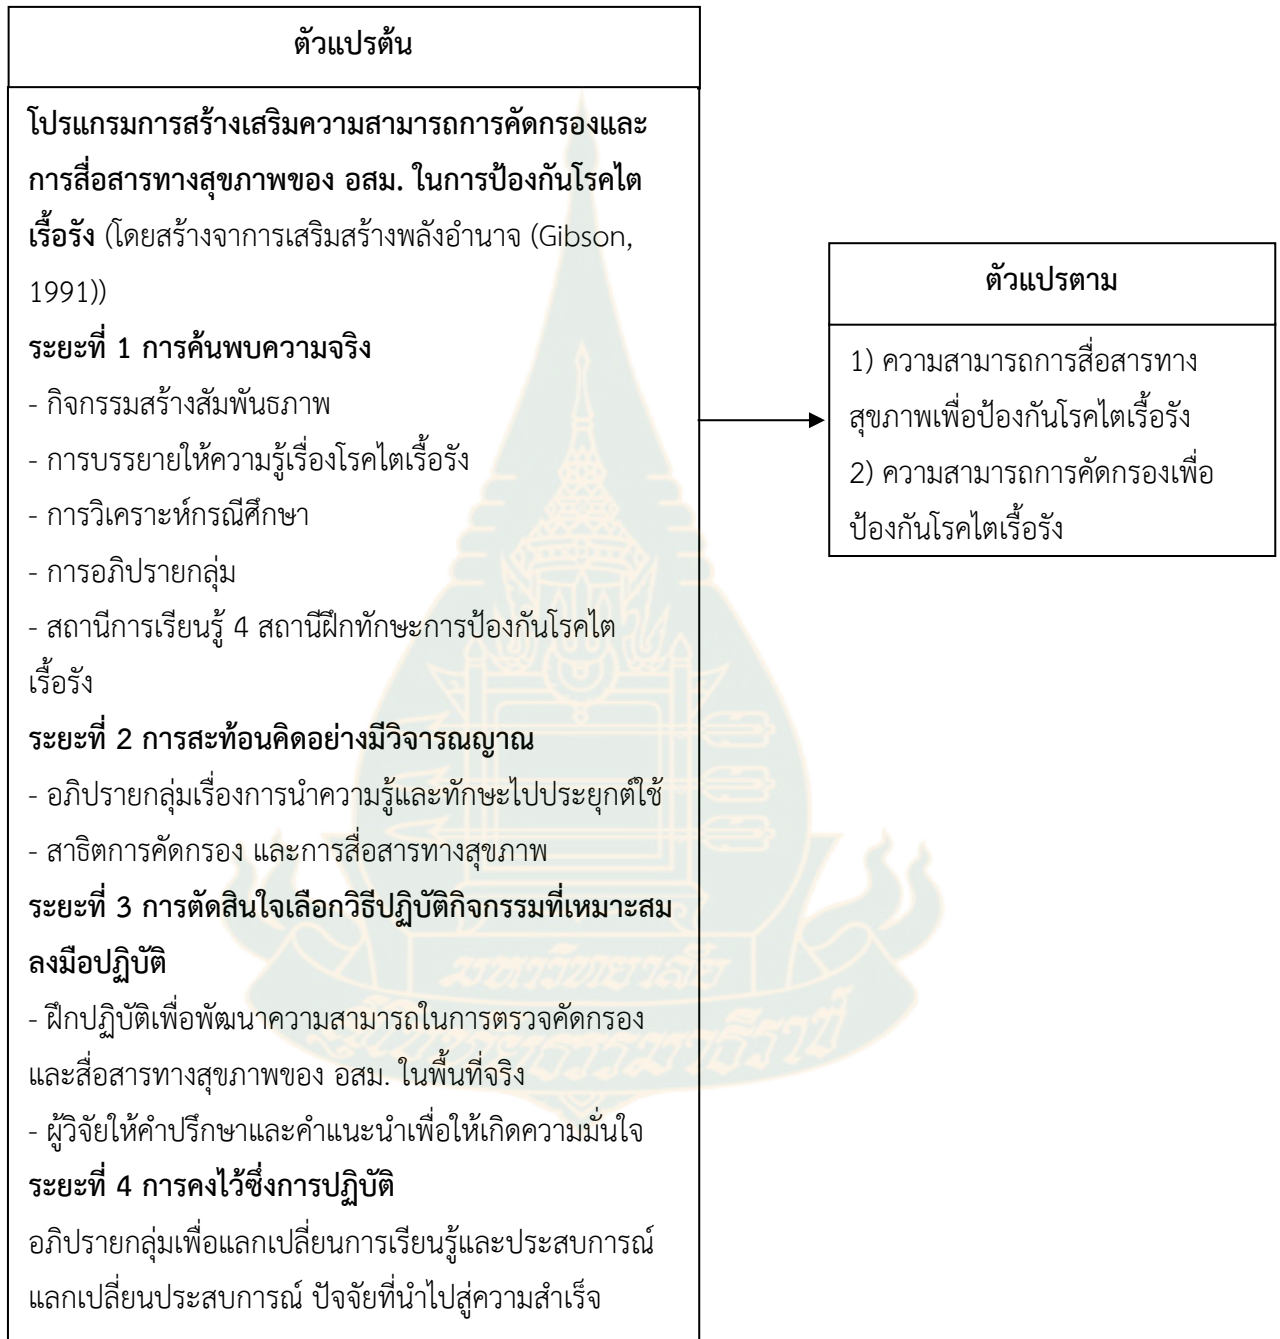 ตัวแปรต้น
โปรแกรมการสร้างเสริมความสามารถการคัดกรองและ
การสื่อสารทางสุขภาพของ อสม. ในการป้องกันโรคไต
เรื้อรัง (โดยสร้างจาการเสริมสร้างพลังอำนาจ (Gibson,
1991))
ระยะที่ 1 การค้นพบความจริง
- กิจกรรมสร้างสัมพันธภาพ
- การบรรยายให้ความรู้เรื่องโรคไตเรื้อรัง
- การวิเคราะห์กรณีศึกษา
- การอภิปรายกลุ่ม
- สถานีการเรียนรู้ 4 สถานีฝึกทักษะการป้องกันโรคไต
เรื้อรัง
ระยะที่ 2 การสะท้อนคิดอย่างมีวิจารณญาณ
- อภิปรายกลุ่มเรื่องการนำความรู้และทักษะไปประยุกต์ใช้
- สาธิตการคัดกรอง และการสื่อสารทางสุขภาพ
ระยะที่ 3 การตัดสินใจเลือกวิธีปฏิบัติกิจกรรมที่เหมาะสม
ลงมือปฏิบัติ
- ฝึกปฏิบัติเพื่อพัฒนาความสามารถในการตรวจคัดกรอง
และสื่อสารทางสุขภาพของ อสม. ในพื้นที่จริง
- ผู้วิจัยให้คำปรึกษาและคำแนะนำเพื่อให้เกิดความมั่นใจ
ระยะที่ 4 การคงไว้ซึ่งการปฏิบัติ
อภิปรายกลุ่มเพื่อแลกเปลี่ยนการเรียนรู้และประสบการณ์
แลกเปลี่ยนประสบการณ์ ปัจจัยที่นำไปสู่ความสำเร็จ
ตัวแปรตาม
1) ความสามารถการสื่อสารทาง
สุขภาพเพื่อป้องกันโรคไตเรื้อรัง
2) ความสามารถการคัดกรองเพื่อ
ป้องกันโรคไตเรื้อรัง
มหาวิทยาลัย
สุโขทัยธรรมาธิราช